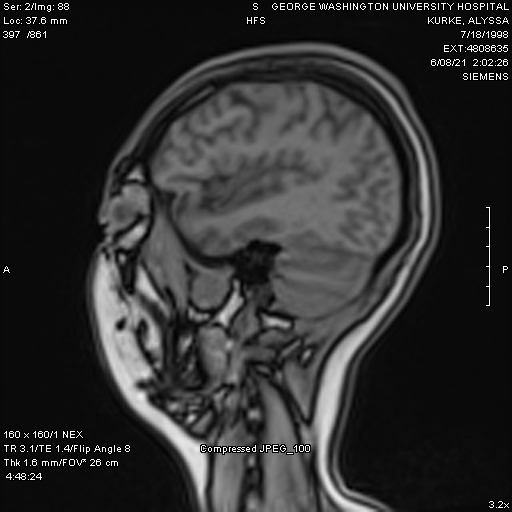 Ser: 2/Img: 88
Loc: 37.6 mm
397 /861
S
HFS
GEORGE WASHINGTON UNIVERSITY HOSPITAL
KURKE, ALYSSA
7/18/1998
EXT:4808635
6/08/21 2:02:26
SIEMENS
A
P
160 x 160/1 NEX
TR 3.1/TE 1.4/Flip Angle 8
Thk 1.6 mm/FOV* 26 cm
4:48:24
Compressed JPEG_100
3.2x